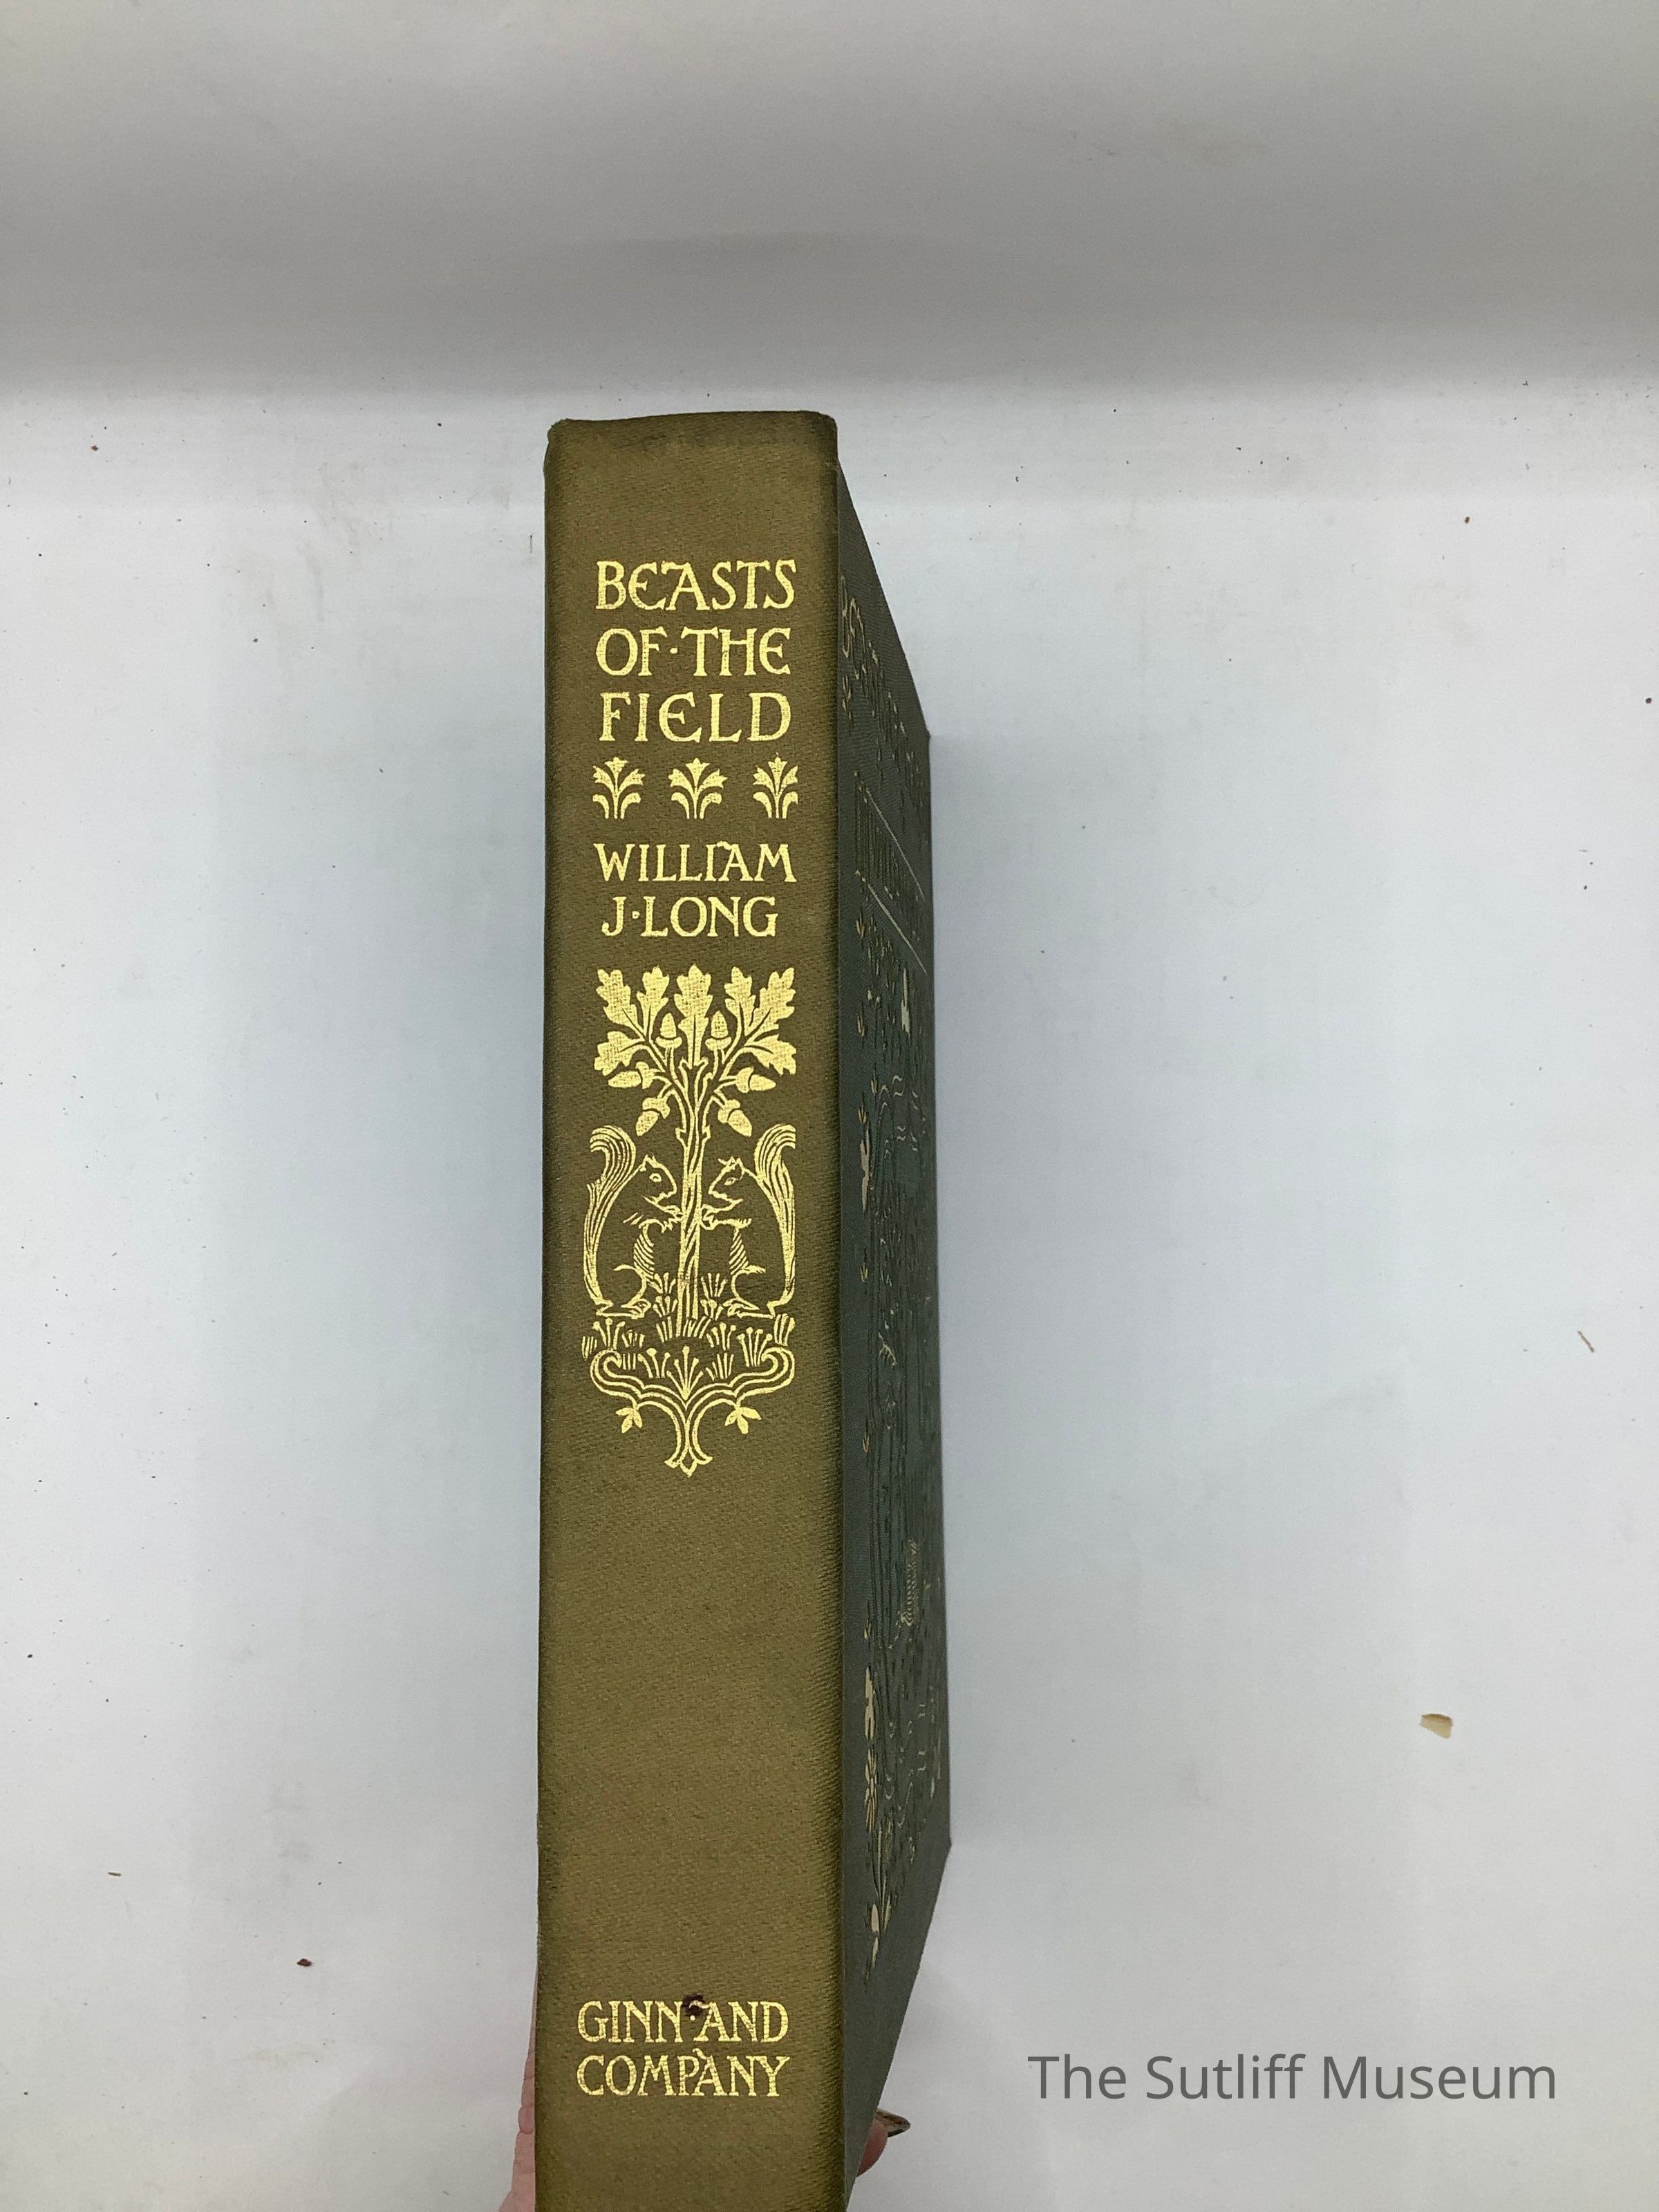 BEASTS
OF·THE
FIELD
WILLIAM
J·LONG
GINN·AND
COMPANY
The Sutliff Museum